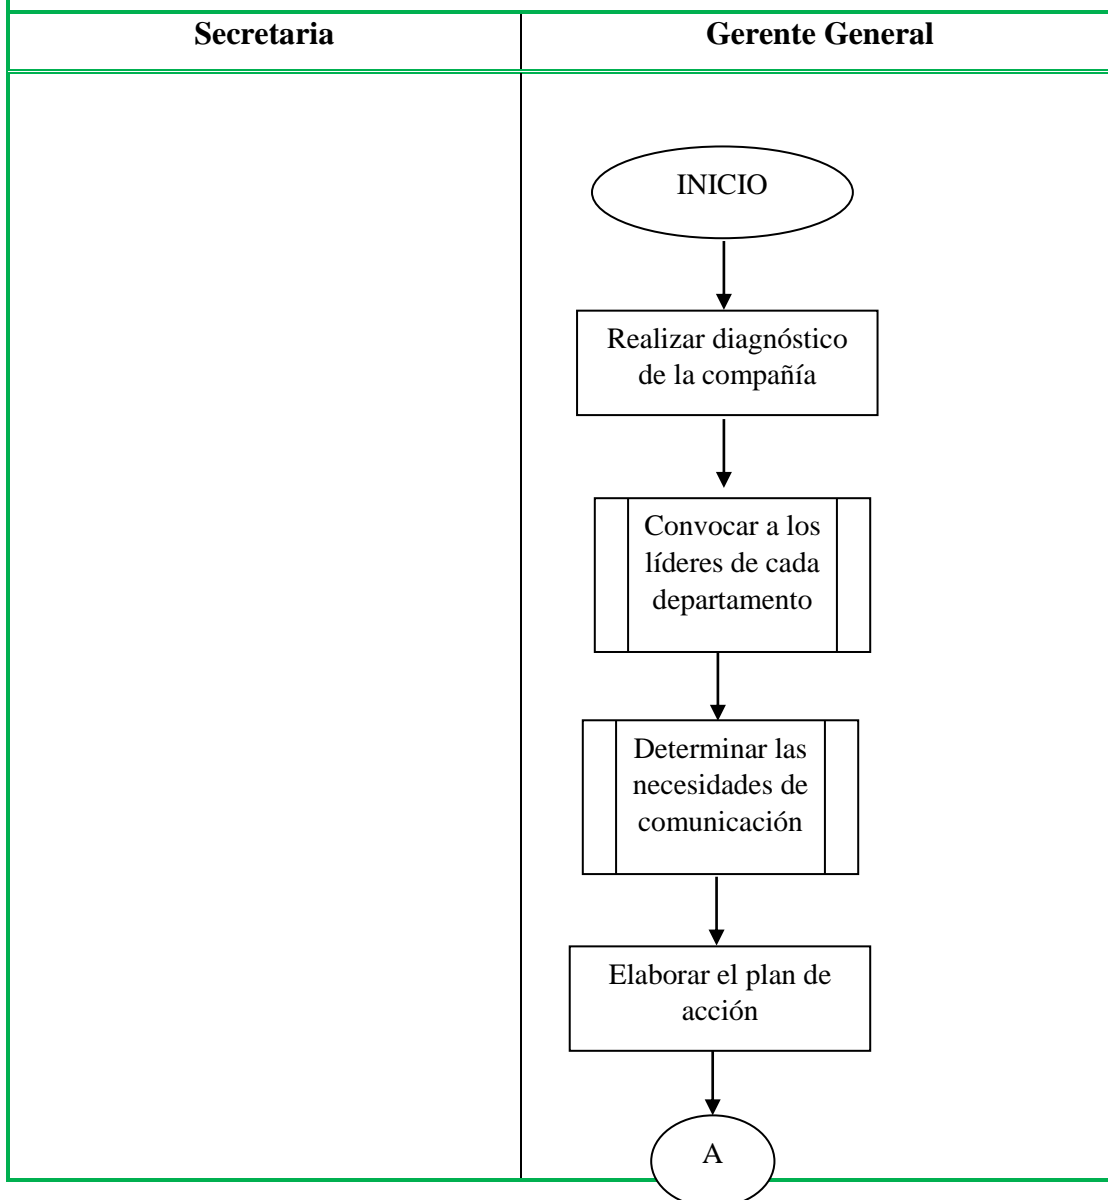 Secretaria
Gerente General
INICIO
Realizar diagnóstico
de la compañía
Convocar a los
líderes de cada
departamento
Determinar las
necesidades de
comunicación
Elaborar el plan de
acción
A